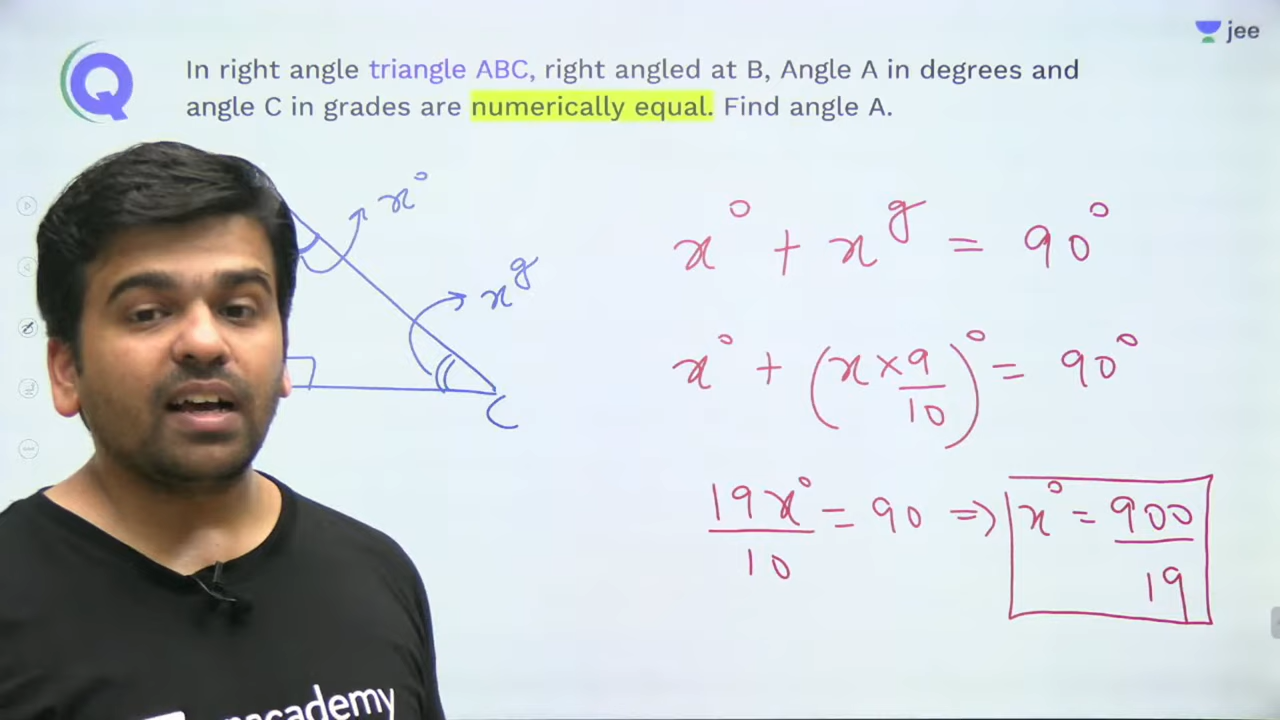 jee
Q
In right angle triangle ABC, right angled at B, Angle A in degrees and
angle C in grades are numerically equal. Find angle A.
x°
x^g
C
x° + x^g = 90°
x° + (x × 9/10)° = 90°
19x°/10 = 90 ⇒ x° = 900/19
academy